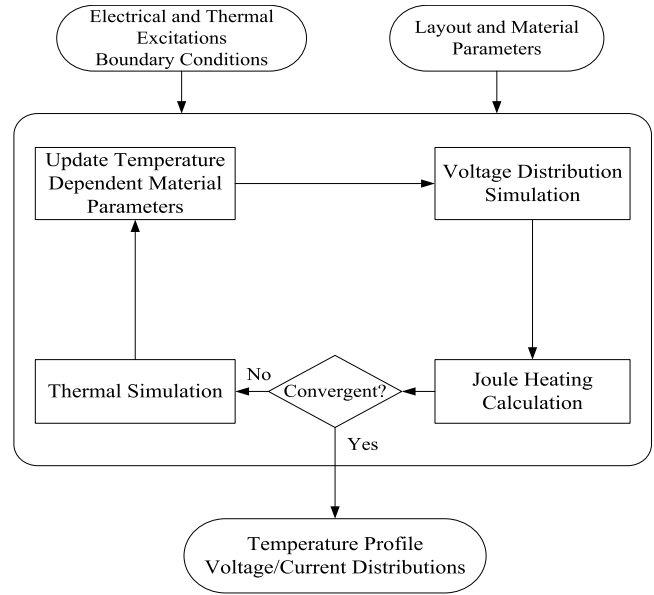 Electrical and Thermal
Excitations
Boundary Conditions
Layout and Material
Parameters
Update Temperature
Dependent Material
Parameters
Voltage Distribution
Simulation
Thermal Simulation
No
Convergent?
Yes
Joule Heating
Calculation
Temperature Profile
Voltage/Current Distributions